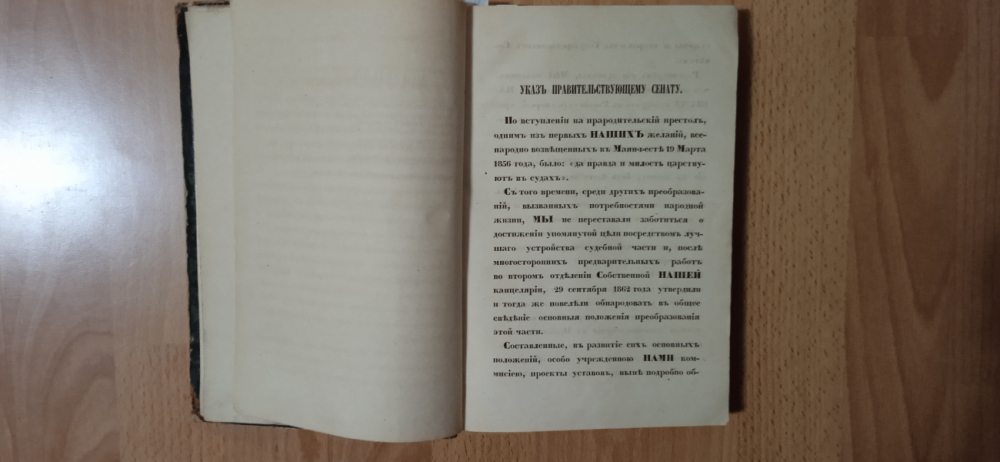 УКАЗЪ ПРАВИТЕЛЬСТВУЮЩЕМУ СЕНАТУ.
По вступленіи на прародительскій престолъ,
однимъ изъ первыхъ НАШИХЪ желаній, все-
народно возвѣщенныхъ въ Манифестѣ 19 Марта
1856 года, было: «да правда и милость царству-
ютъ въ судахъ».
Съ того времени, среди другихъ преобразова-
ній, вызванныхъ потребностями народной
жизни, МЫ не переставали заботиться о
достиженіи упомянутой цѣли посредствомъ луч-
шаго устройства судебной части и, послѣ
многостороннихъ предварительныхъ работъ
во второмъ отдѣленіи Собственной НАШЕЙ
канцеляріи, 29 сентября 1862 года утвердили
и тогда же повелѣли обнародовать въ общее
свѣдѣніе основныя положенія преобразованія
этой части.
Составленные, въ развитіе сихъ основныхъ
положеній, особо учрежденною НАМИ ком-
мисіею, проекты уставовъ, нынѣ подробно об-